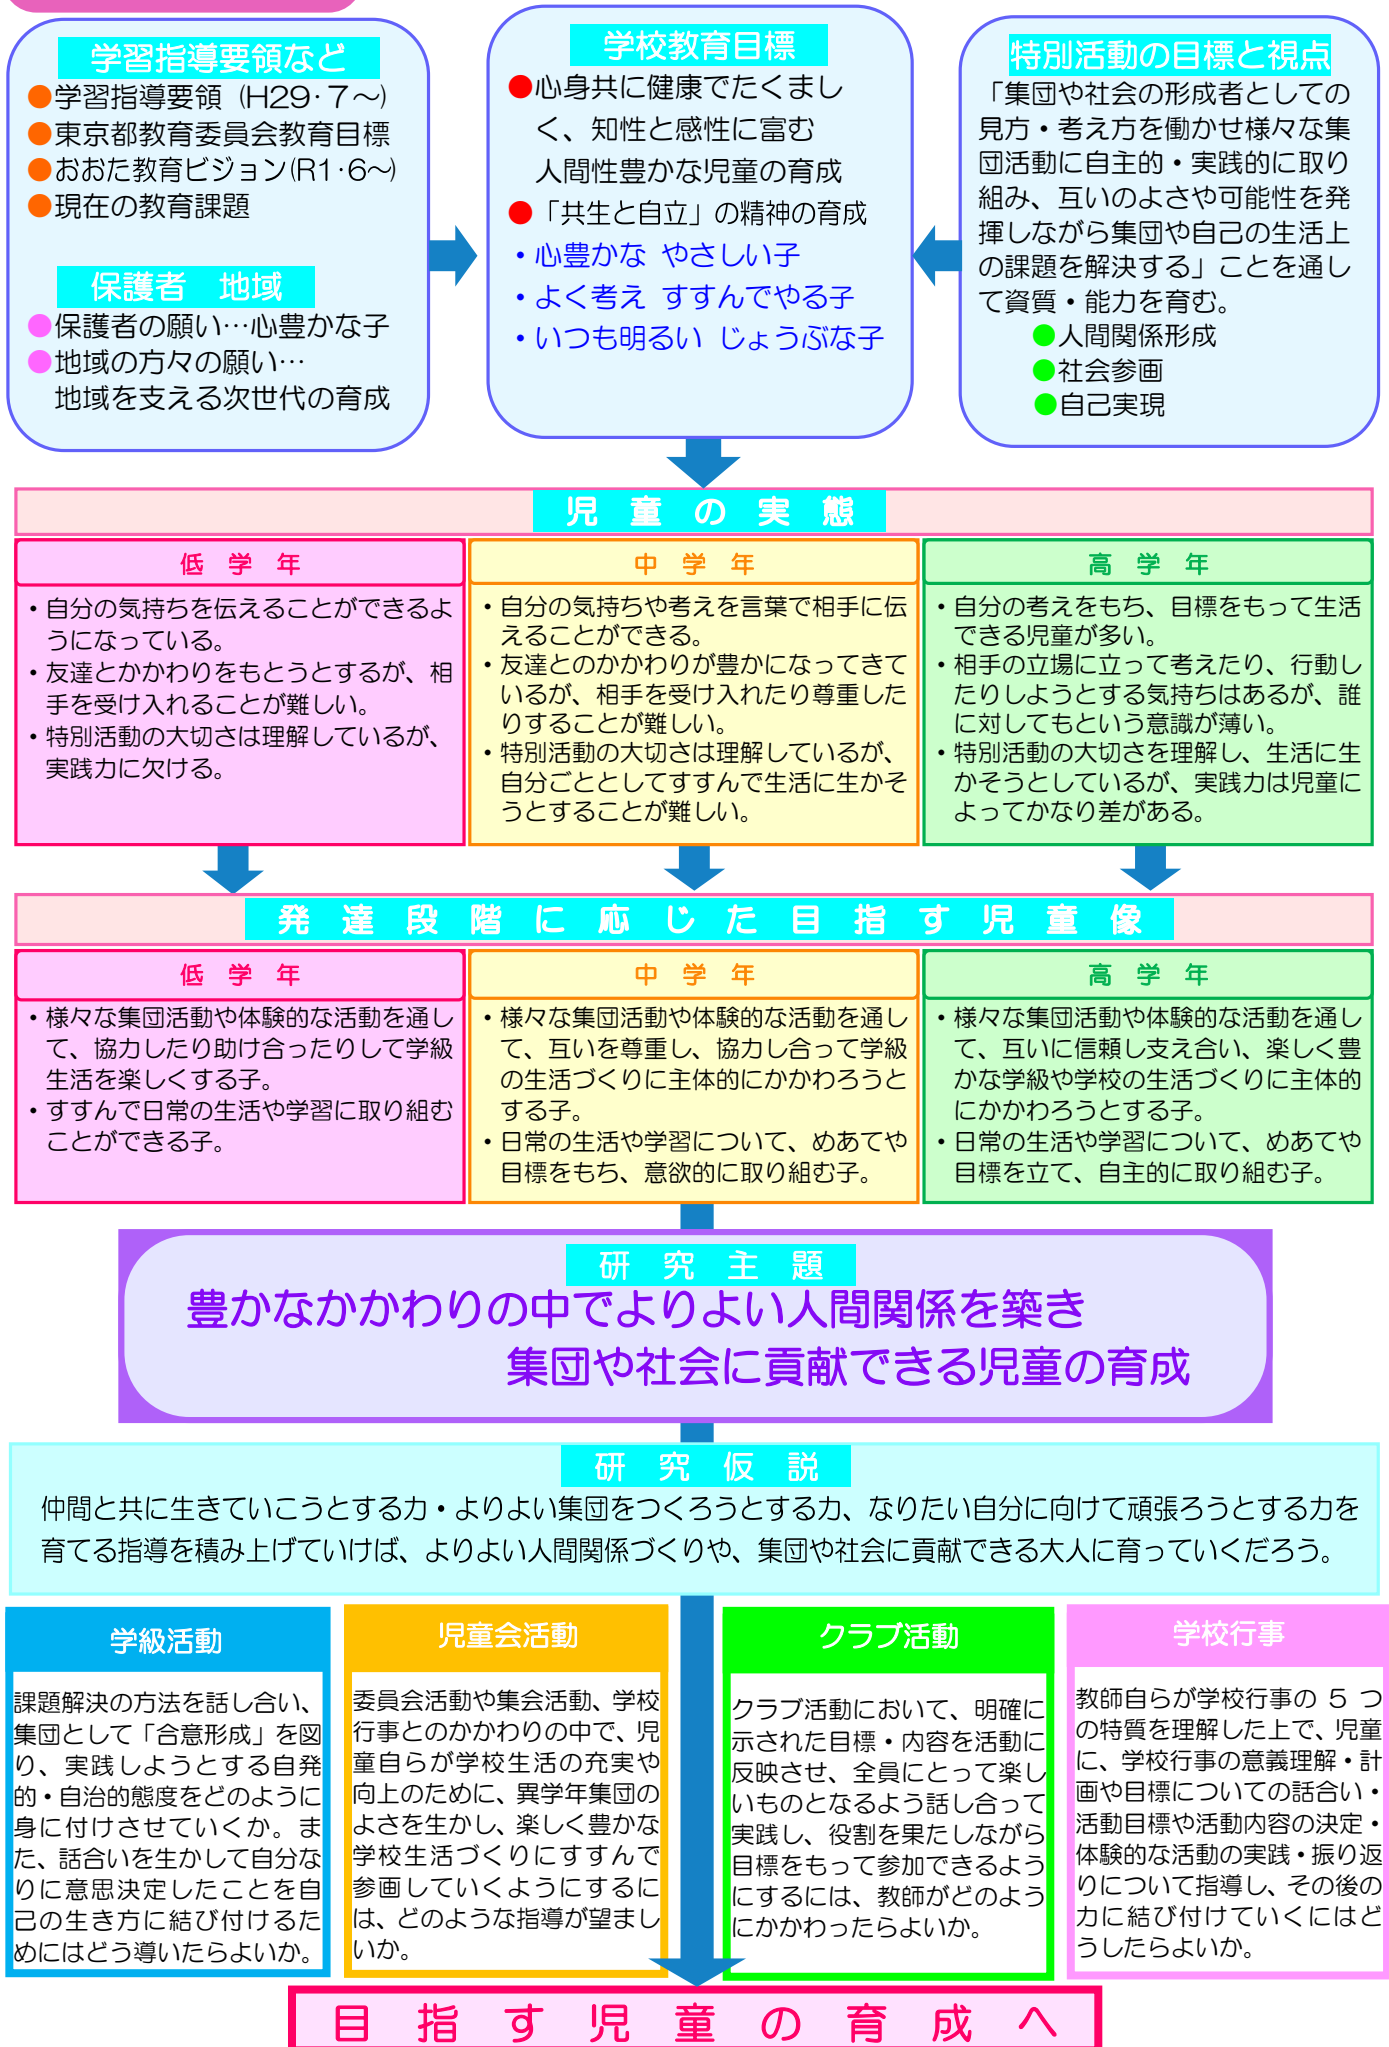 学習指導要領など
●学習指導要領（H29・７～）
●東京都教育委員会教育目標
●おおた教育ビジョン(R1・6～)
●現在の教育課題
保護者　地域
●保護者の願い…心豊かな子
●地域の方々の願い…
地域を支える次世代の育成
学校教育目標
●心身共に健康でたくまし
く、知性と感性に富む
人間性豊かな児童の育成
●「共生と自立」の精神の育成
・心豊かな やさしい子
・よく考え すすんでやる子
・いつも明るい じょうぶな子
特別活動の目標と視点
「集団や社会の形成者としての
見方・考え方を働かせ様々な集
団活動に自主的・実践的に取り
組み、互いのよさや可能性を発
揮しながら集団や自己の生活上
の課題を解決する」ことを通し
て資質・能力を育む。
●人間関係形成
●社会参画
●自己実現
児　童　の　実　態
低　学　年
・自分の気持ちを伝えることができるよ
うになっている。
・友達とかかわりをもとうとするが、相
手を受け入れることが難しい。
・特別活動の大切さは理解しているが、
実践力に欠ける。
中　学　年
・自分の気持ちや考えを言葉で相手に伝
えることができる。
・友達とのかかわりが豊かになってきて
いるが、相手を受け入れたり尊重した
りすることが難しい。
・特別活動の大切さは理解しているが、
自分ごととしてすすんで生活に生かそ
うとすることが難しい。
高　学　年
・自分の考えをもち、目標をもって生活
できる児童が多い。
・相手の立場に立って考えたり、行動し
たりしようとする気持ちはあるが、誰
に対してもという意識が薄い。
・特別活動の大切さを理解し、生活に生
かそうとしているが、実践力は児童に
よってかなり差がある。
発　達　段　階　に　応　じ　た　目　指　す　児　童　像
低　学　年
・様々な集団活動や体験的な活動を通し
て、協力したり助け合ったりして学級
生活を楽しくする子。
・すすんで日常の生活や学習に取り組む
ことができる子。
中　学　年
・様々な集団活動や体験的な活動を通し
て、互いを尊重し、協力し合って学級
の生活づくりに主体的にかかわろうと
する子。
・日常の生活や学習について、めあてや
目標をもち、意欲的に取り組む子。
高　学　年
・様々な集団活動や体験的な活動を通し
て、互いに信頼し支え合い、楽しく豊
かな学級や学校の生活づくりに主体的
にかかわろうとする子。
・日常の生活や学習について、めあてや
目標を立て、自主的に取り組む子。
研　究　主　題
豊かなかかわりの中でよりよい人間関係を築き
集団や社会に貢献できる児童の育成
研　究　仮　説
仲間と共に生きていこうとする力・よりよい集団をつくろうとする力、なりたい自分に向けて頑張ろうとする力を
育てる指導を積み上げていけば、よりよい人間関係づくりや、集団や社会に貢献できる大人に育っていくだろう。
学級活動
課題解決の方法を話し合い、
集団として「合意形成」を図
り、実践しようとする自発
的・自治的態度をどのように
身に付けさせていくか。ま
た、話合いを生かして自分な
りに意思決定したことを自
己の生き方に結び付けるた
めにはどう導いたらよいか。
児童会活動
委員会活動や集会活動、学校
行事とのかかわりの中で、児
童自らが学校生活の充実や
向上のために、異学年集団の
よさを生かし、楽しく豊かな
学校生活づくりにすすんで
参画していくようにするに
は、どのような指導が望まし
いか。
クラブ活動
クラブ活動において、明確に
示された目標・内容を活動に
反映させ、全員にとって楽し
いものとなるよう話し合って
実践し、役割を果たしながら
目標をもって参加できるよう
にするには、教師がどのよう
にかかわったらよいか。
学校行事
教師自らが学校行事の ５ つ
の特質を理解した上で、児童
に、学校行事の意義理解・計
画や目標についての話合い・
活動目標や活動内容の決定・
体験的な活動の実践・振り返
りについて指導し、その後の
力に結び付けていくにはど
うしたらよいか。
目　指　す　児　童　の　育　成　へ